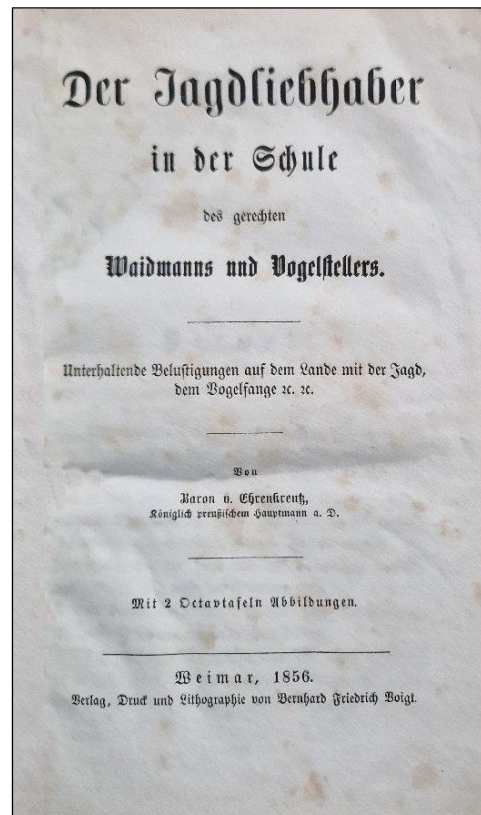 Der Jagdliebhaber
in der Schule
des gerechten
Waidmanns und Vogelstellers.
Unterhaltende Belustigungen auf dem Lande mit der Jagd,
dem Vogelfange ꝛc. ꝛc.
Von
Baron v. Ehrenkreutz,
Königlich preußischem Hauptmann a. D.
Mit 2 Octavtafeln Abbildungen.
Weimar, 1856.
Verlag, Druck und Lithographie von Bernhard Friedrich Voigt.